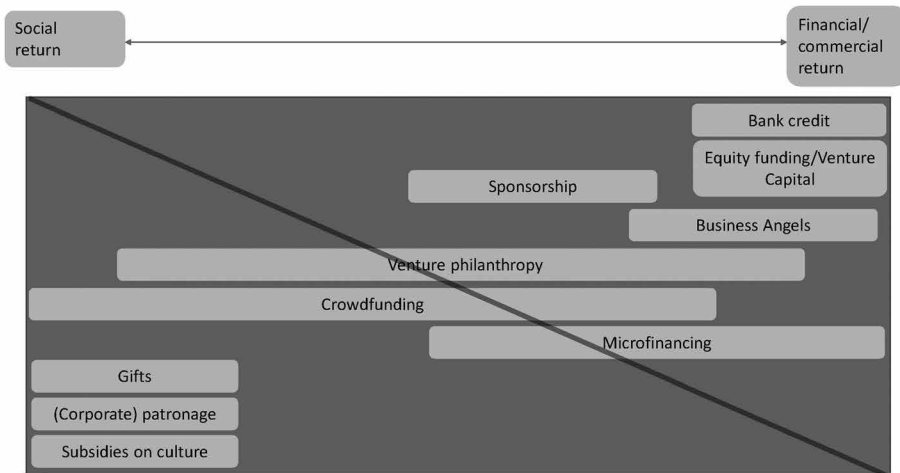 Social
return
Financial/
commercial
return
Bank credit
Equity funding/Venture
Capital
Sponsorship
Business Angels
Venture philanthropy
Crowdfunding
Microfinancing
Gifts
(Corporate) patronage
Subsidies on culture